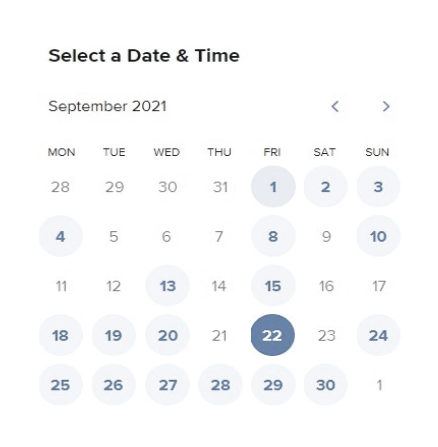 Select a Date & Time
September 2021
MON TUE WED THU FRI SAT SUN
28 29 30 31 1 2 3
4 5 6 7 8 9 10
11 12 13 14 15 16 17
18 19 20 21 22 23 24
25 26 27 28 29 30 1